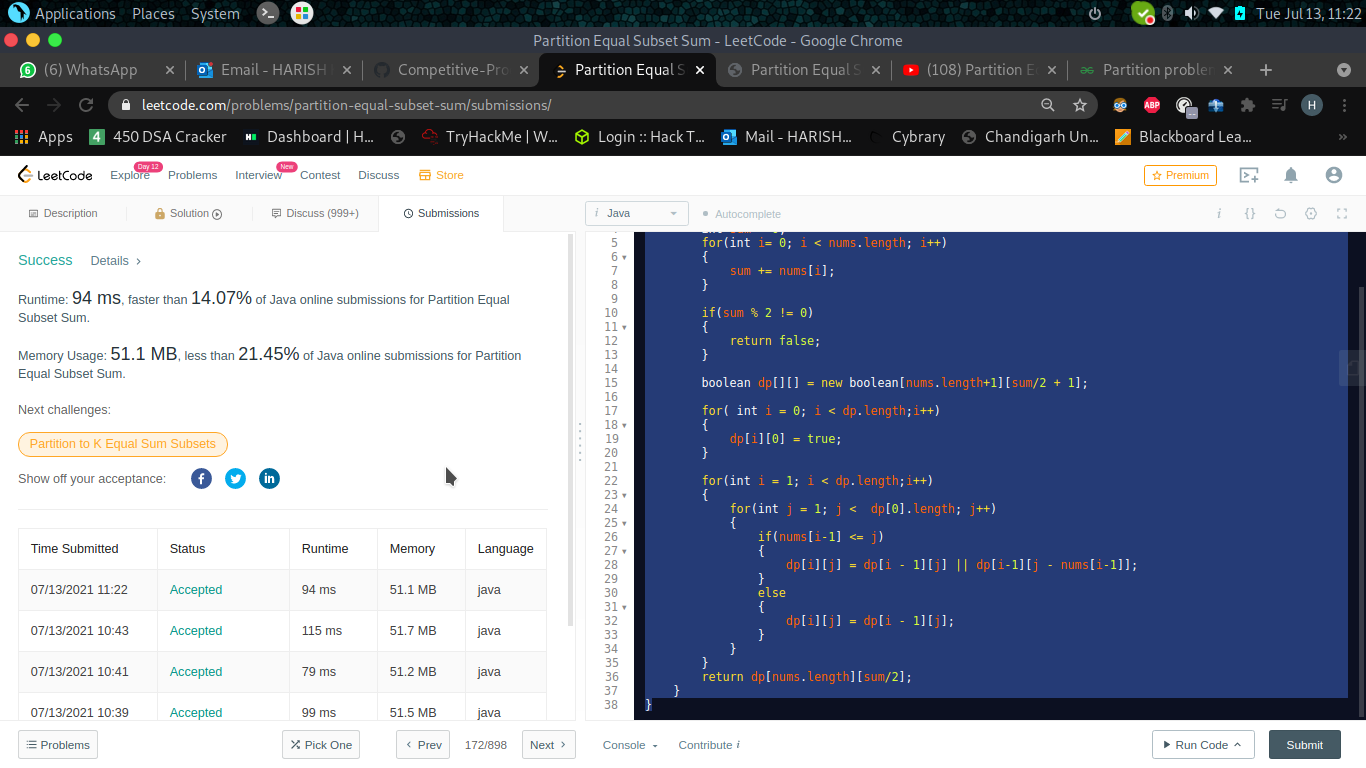 Applications Places System Tue Jul 13, 11:22
Partition Equal Subset Sum - LeetCode - Google Chrome
(6) WhatsApp Email - HARISH Competitive-Pro Partition Equal S Partition Equal S (108) Partition E Partition problem
leetcode.com/problems/partition-equal-subset-sum/submissions/ ABP H
Apps 4 450 DSA Cracker Dashboard | H... TryHackMe | W... Login :: Hack T... Mail - HARISH... Cybrary Chandigarh Un... Blackboard Lea... »
LeetCode Explore Day 12 Problems Interview New Contest Discuss Store Premium
Description Solution Discuss (999+) Submissions
i Java Autocomplete i {}
Success Details >
Runtime: 94 ms, faster than 14.07% of Java online submissions for Partition Equal
Subset Sum.
Memory Usage: 51.1 MB, less than 21.45% of Java online submissions for Partition
Equal Subset Sum.
Next challenges:
Partition to K Equal Sum Subsets
Show off your acceptance: f in
Time Submitted Status Runtime Memory Language
07/13/2021 11:22 Accepted 94 ms 51.1 MB java
07/13/2021 10:43 Accepted 115 ms 51.7 MB java
07/13/2021 10:41 Accepted 79 ms 51.2 MB java
07/13/2021 10:39 Accepted 99 ms 51.5 MB java
5 for(int i= 0; i < nums.length; i++)
6 {
7 sum += nums[i];
8 }
9
10 if(sum % 2 != 0)
11 {
12 return false;
13 }
14
15 boolean dp[][] = new boolean[nums.length+1][sum/2 + 1];
16
17 for( int i = 0; i < dp.length;i++)
18 {
19 dp[i][0] = true;
20 }
21
22 for(int i = 1; i < dp.length;i++)
23 {
24 for(int j = 1; j <  dp[0].length; j++)
25 {
26 if(nums[i-1] <= j)
27 {
28 dp[i][j] = dp[i - 1][j] || dp[i-1][j - nums[i-1]];
29 }
30 else
31 {
32 dp[i][j] = dp[i - 1][j];
33 }
34 }
35 }
36 return dp[nums.length][sum/2];
37 }
38 }
Problems Pick One < Prev 172/898 Next > Console Contribute i Run Code Submit